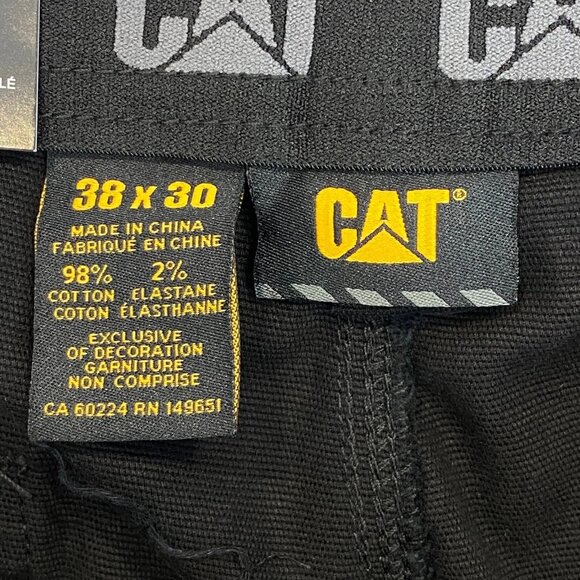 CAT CAT
LÉ
38 X 30
MADE IN CHINA
FABRIQUÉ EN CHINE
98% 2%
COTTON ELASTANE
COTON ÉLASTHANNE
EXCLUSIVE
OF DECORATION
GARNITURE
NON COMPRISE
CA 60224 RN 149651
CAT®